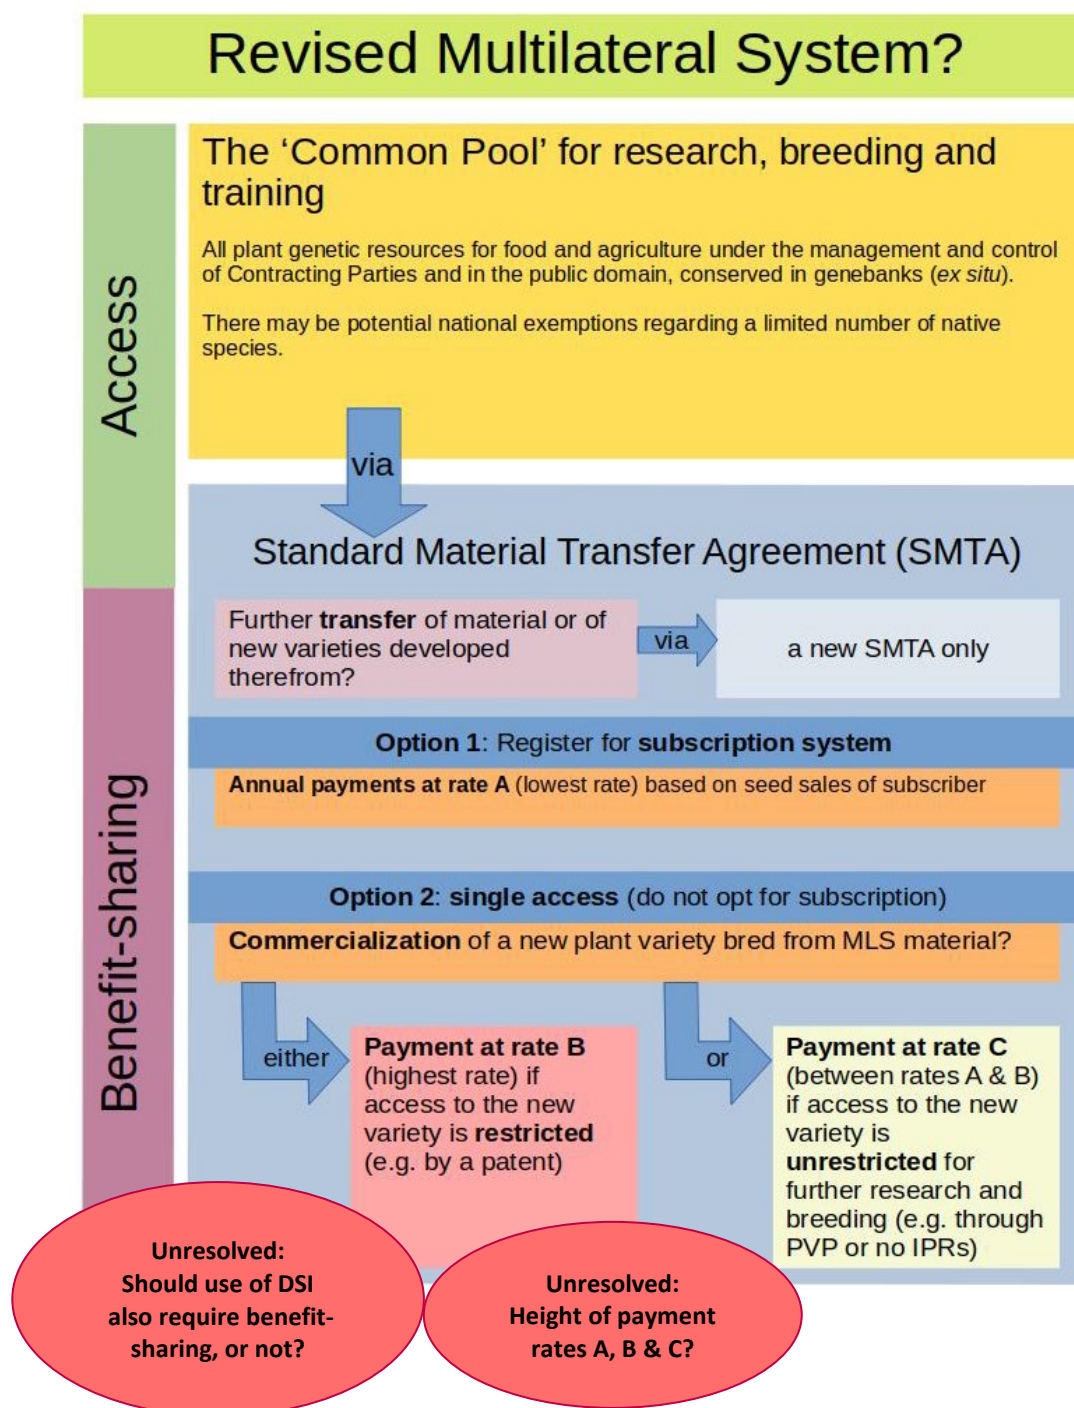 Revised Multilateral System?
Access
The ‘Common Pool’ for research, breeding and
training
All plant genetic resources for food and agriculture under the management and control
of Contracting Parties and in the public domain, conserved in genebanks (ex situ).
There may be potential national exemptions regarding a limited number of native
species.
via
Standard Material Transfer Agreement (SMTA)
Benefit-sharing
Further transfer of material or of
new varieties developed
therefrom?
via
a new SMTA only
Option 1: Register for subscription system
Annual payments at rate A (lowest rate) based on seed sales of subscriber
Option 2: single access (do not opt for subscription)
Commercialization of a new plant variety bred from MLS material?
either
Payment at rate B
(highest rate) if
access to the new
variety is restricted
(e.g. by a patent)
or
Payment at rate C
(between rates A & B)
if access to the new
variety is
unrestricted for
further research and
breeding (e.g. through
PVP or no IPRs)
Unresolved:
Should use of DSI
also require benefit-
sharing, or not?
Unresolved:
Height of payment
rates A, B & C?